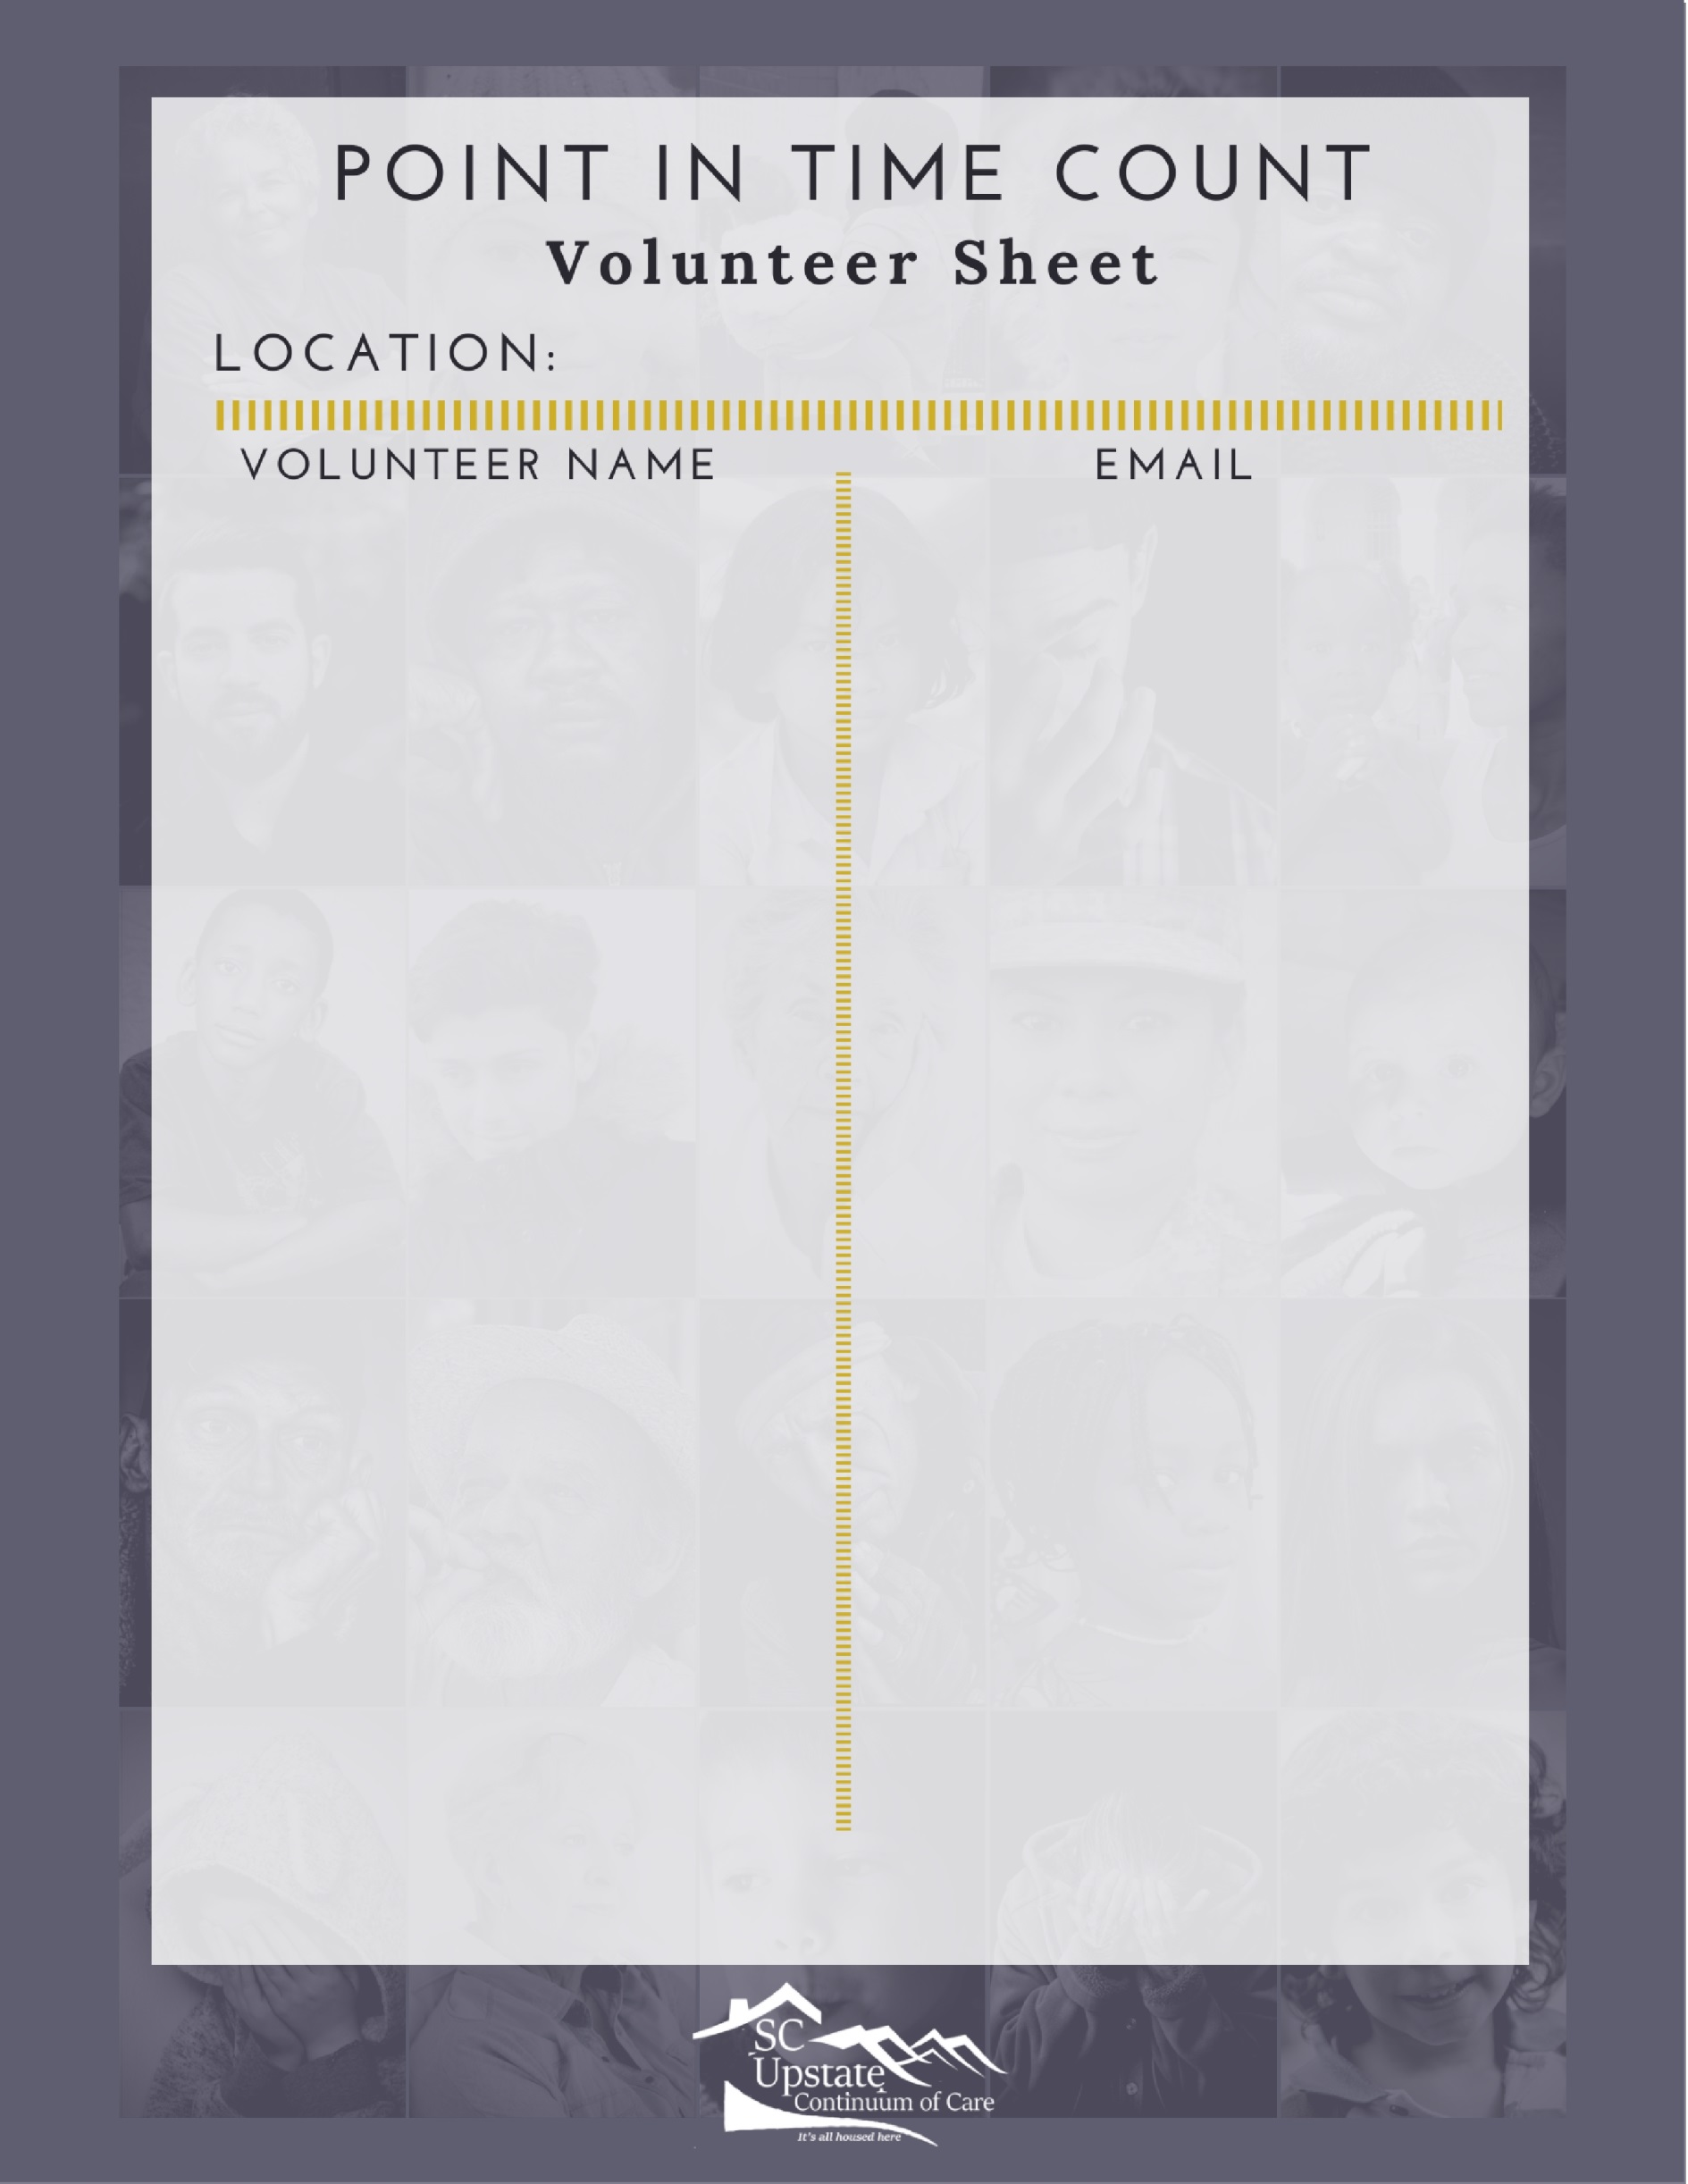 POINT IN TIME COUNT
Volunteer Sheet
LOCATION:
VOLUNTEER NAME EMAIL
SC
Upstate
Continuum of Care
It's all housed here